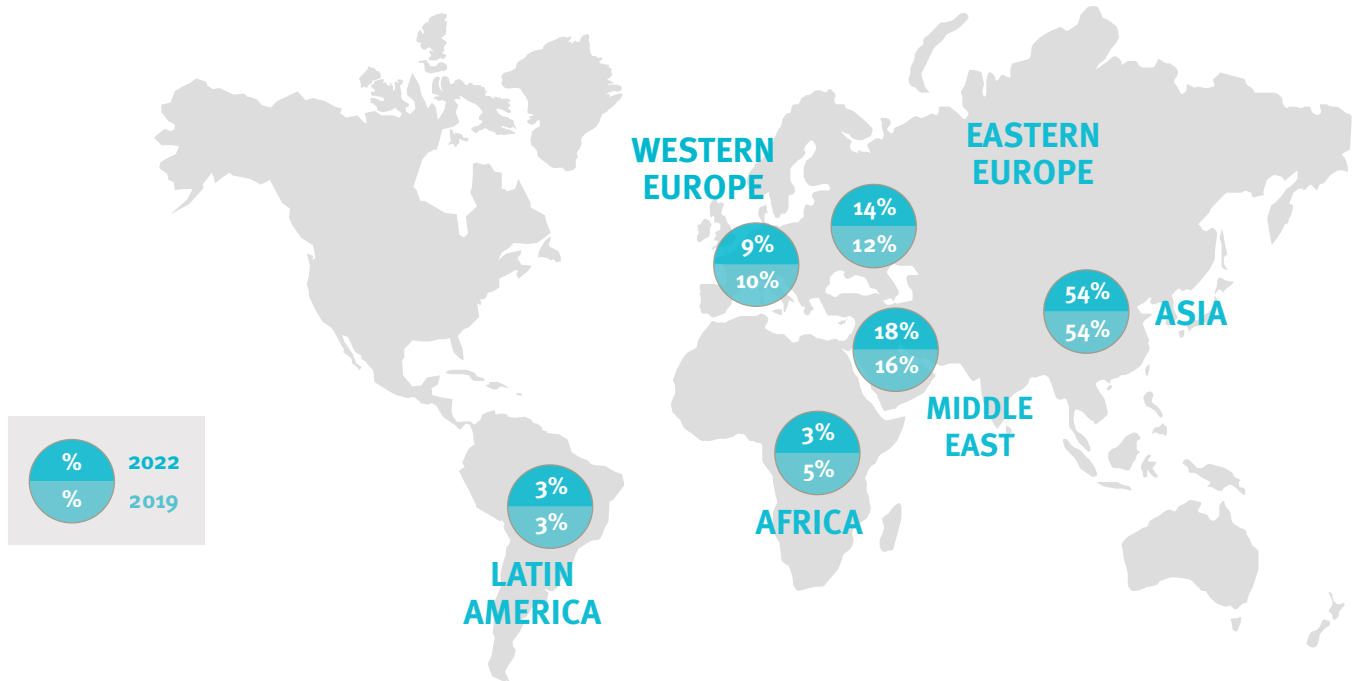 WESTERN
EUROPE
9%
10%
EASTERN
EUROPE
14%
12%
54%
54%
ASIA
18%
16%
MIDDLE
EAST
3%
5%
AFRICA
3%
3%
LATIN
AMERICA
% 2022
% 2019